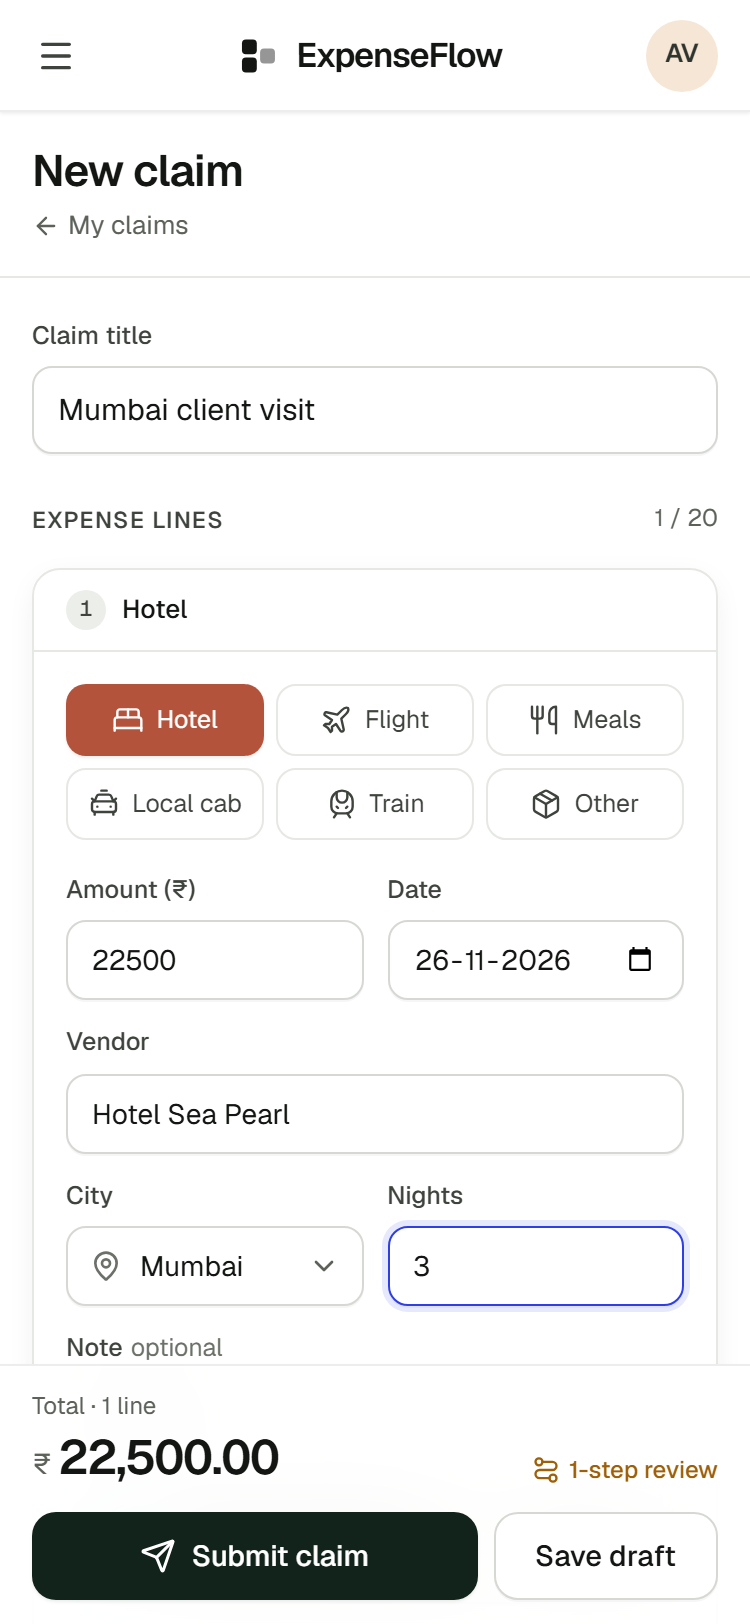 ExpenseFlow
AV
New claim
← My claims
Claim title
Mumbai client visit
EXPENSE LINES
1 / 20
1 Hotel
Hotel Flight Meals
Local cab Train Other
Amount (₹) Date
22500 26-11-2026
Vendor
Hotel Sea Pearl
City Nights
Mumbai 3
Note optional
Total · 1 line
₹ 22,500.00
1-step review
Submit claim Save draft